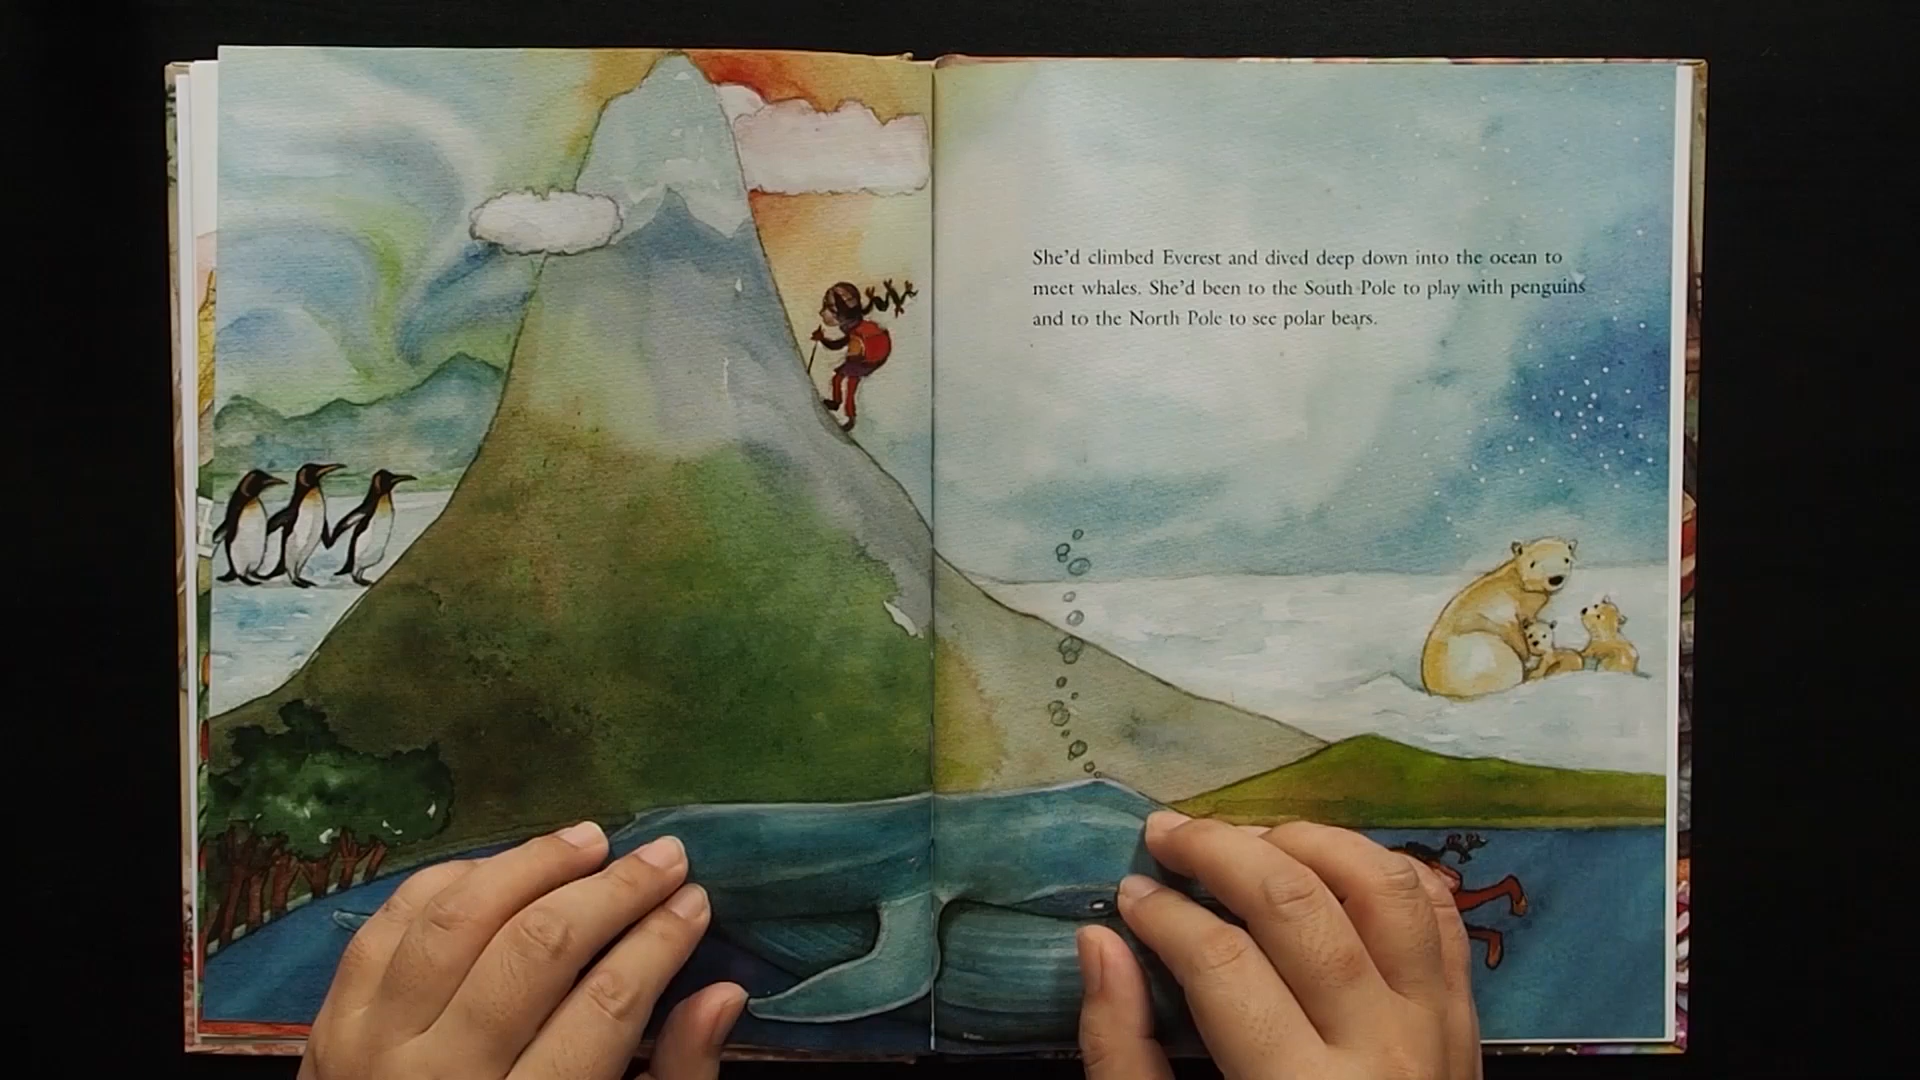 She'd climbed Everest and dived deep down into the ocean to
meet whales. She'd been to the South Pole to play with penguins
and to the North Pole to see polar bears.